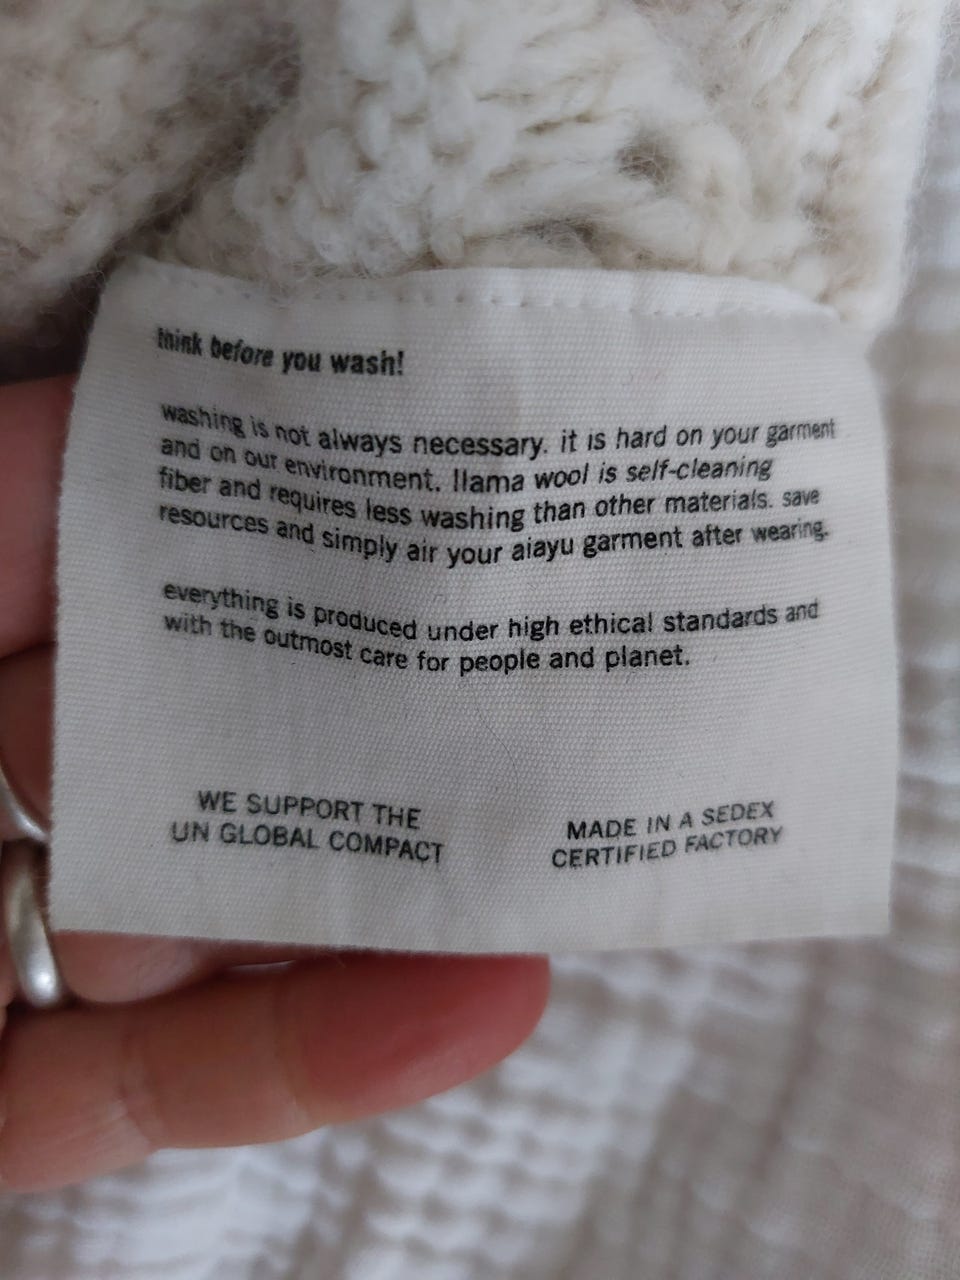 think before you wash!
washing is not always necessary. it is hard on your garment
and on our environment. llama wool is self-cleaning
fiber and requires less washing than other materials. save
resources and simply air your aiayu garment after wearing.
everything is produced under high ethical standards and
with the outmost care for people and planet.
WE SUPPORT THE
UN GLOBAL COMPACT
MADE IN A SEDEX
CERTIFIED FACTORY